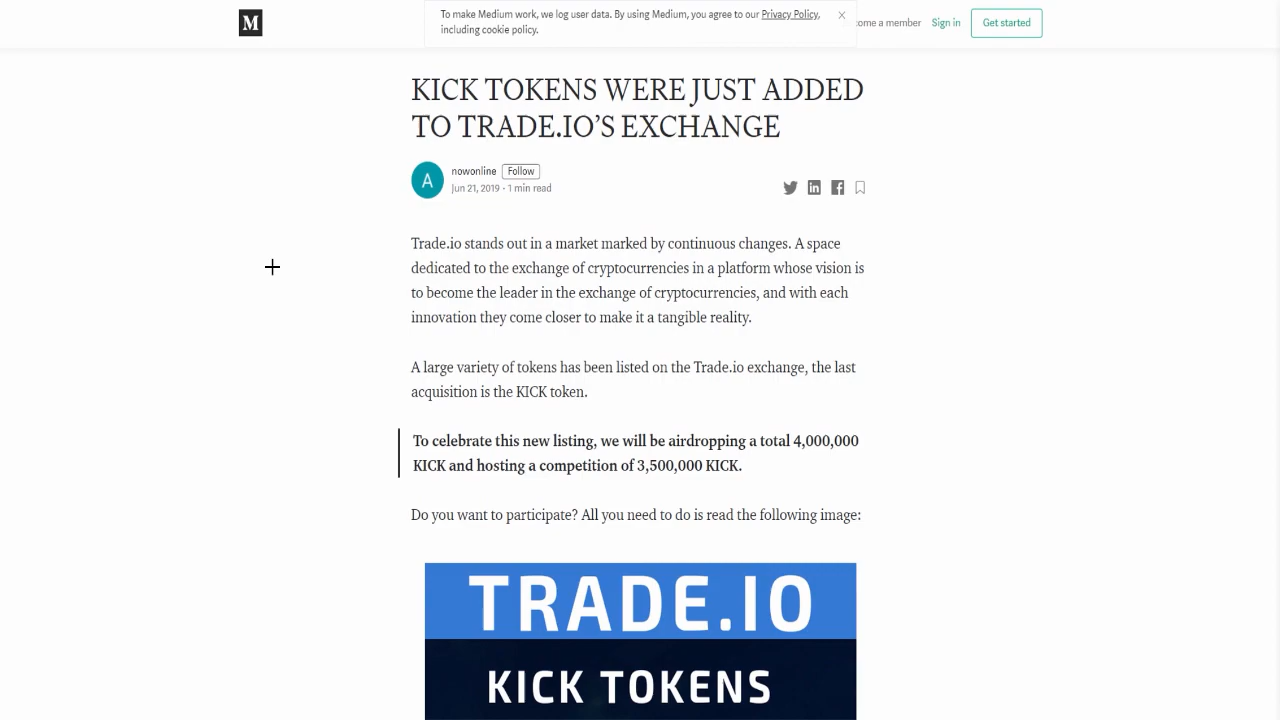 M
To make Medium work, we log user data. By using Medium, you agree to our Privacy Policy,
including cookie policy.
ome a member
Sign in
Get started
KICK TOKENS WERE JUST ADDED
TO TRADE.IO’S EXCHANGE
A
nowonline
Follow
Jun 21, 2019 · 1 min read
Trade.io stands out in a market marked by continuous changes. A space
dedicated to the exchange of cryptocurrencies in a platform whose vision is
to become the leader in the exchange of cryptocurrencies, and with each
innovation they come closer to make it a tangible reality.
A large variety of tokens has been listed on the Trade.io exchange, the last
acquisition is the KICK token.
To celebrate this new listing, we will be airdropping a total 4,000,000
KICK and hosting a competition of 3,500,000 KICK.
Do you want to participate? All you need to do is read the following image:
TRADE.IO
KICK TOKENS